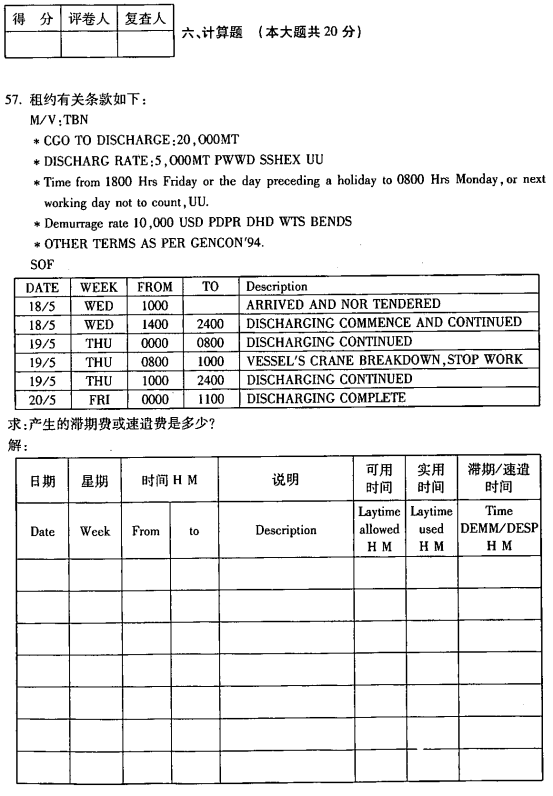 得 分 评卷人 复查人
六、计算题 (本大题共20分)
57. 租约有关条款如下:
M/V:TBN
* CGO TO DISCHARGE:20,000MT
* DISCHARG RATE:5,000MT PWWD SSHEX UU
* Time from 1800 Hrs Friday or the day preceding a holiday to 0800 Hrs Monday, or next
working day not to count, UU.
* Demurrage rate 10,000 USD PDPR DHD WTS BENDS
* OTHER TERMS AS PER GENCON'94.
SOF
DATE WEEK FROM TO Description
18/5 WED 1000 ARRIVED AND NOR TENDERED
18/5 WED 1400 2400 DISCHARGING COMMENCE AND CONTINUED
19/5 THU 0000 0800 DISCHARGING CONTINUED
19/5 THU 0800 1000 VESSEL'S CRANE BREAKDOWN,STOP WORK
19/5 THU 1000 2400 DISCHARGING CONTINUED
20/5 FRI 0000 1100 DISCHARGING COMPLETE
求:产生的滞期费或速遣费是多少?
解:
日期 星期 时间 H M 说明 可用时间 实用时间 滞期/速遣时间
Date Week From to Description Laytime allowed H M Laytime used H M Time DEMM/DESP H M